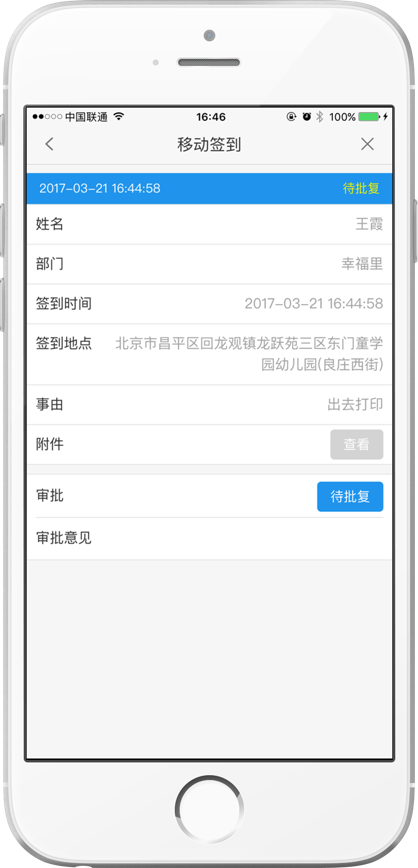 中国联通 16:46 100%
移动签到
2017-03-21 16:44:58 待批复
姓名 王霞
部门 幸福里
签到时间 2017-03-21 16:44:58
签到地点 北京市昌平区回龙观镇龙跃苑三区东门童学
园幼儿园(良庄西街)
事由 出去打印
附件 查看
审批 待批复
审批意见